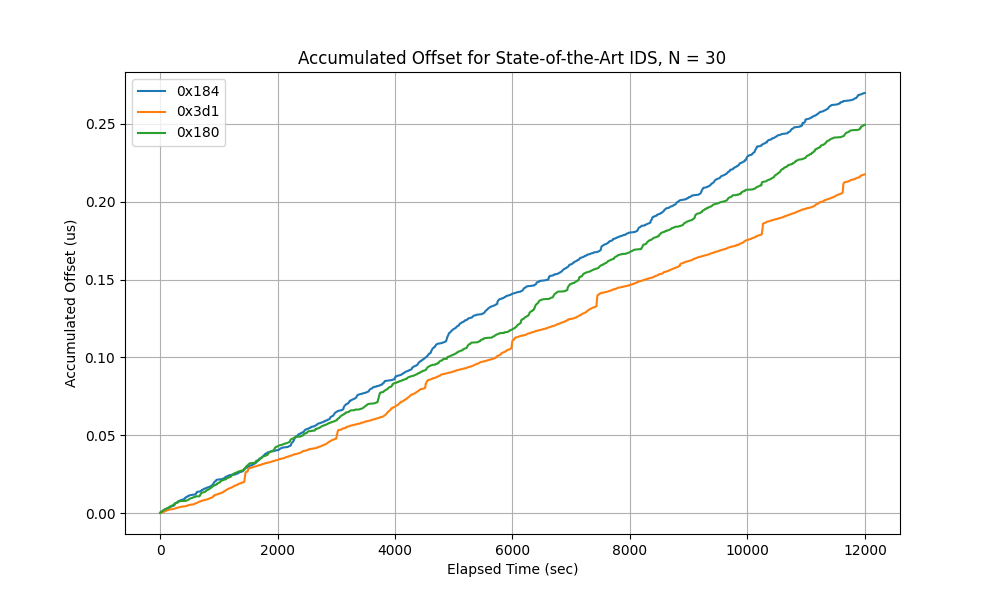 Accumulated Offset for State-of-the-Art IDS, N = 30
0x184
0x3d1
0x180
Accumulated Offset (us)
0.25
0.20
0.15
0.10
0.05
0.00
0 2000 4000 6000 8000 10000 12000
Elapsed Time (sec)